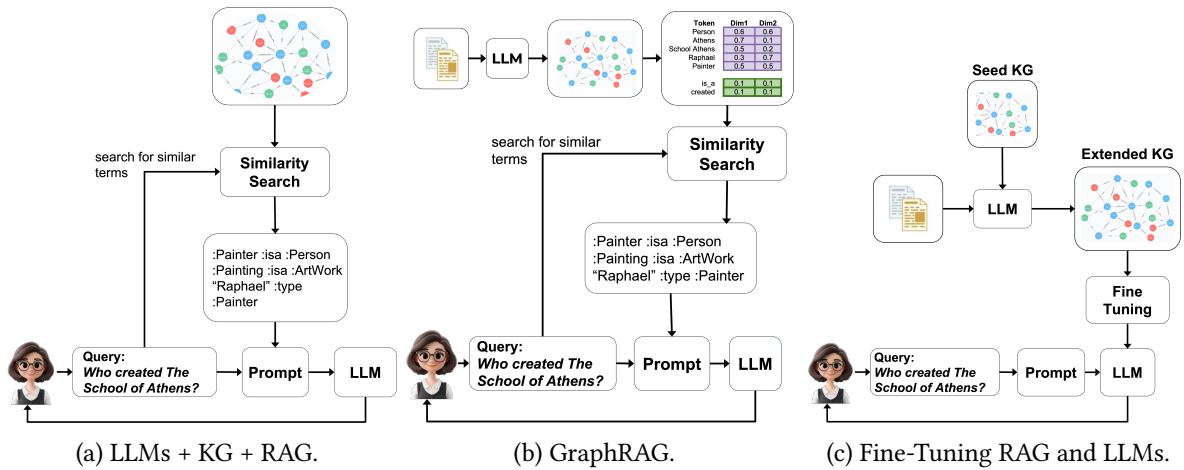 search for similar
terms
Similarity
Search
:Painter :isa :Person
:Painting :isa :ArtWork
“Raphael” :type
:Painter
Query:
Who created The
School of Athens?
Prompt
LLM
(a) LLMs + KG + RAG.
LLM
Token Dim1 Dim2
Person 0.6 0.6
Athens 0.7 0.1
School Athens 0.5 0.2
Raphael 0.3 0.7
Painter 0.5 0.5
is_a 0.1 0.1
created 0.1 0.1
search for similar
terms
Similarity
Search
:Painter :isa :Person
:Painting :isa :ArtWork
“Raphael” :type :Painter
Query:
Who created The
School of Athens?
Prompt
LLM
(b) GraphRAG.
Seed KG
Extended KG
LLM
Fine
Tuning
Query:
Who created The
School of Athens?
Prompt
LLM
(c) Fine-Tuning RAG and LLMs.